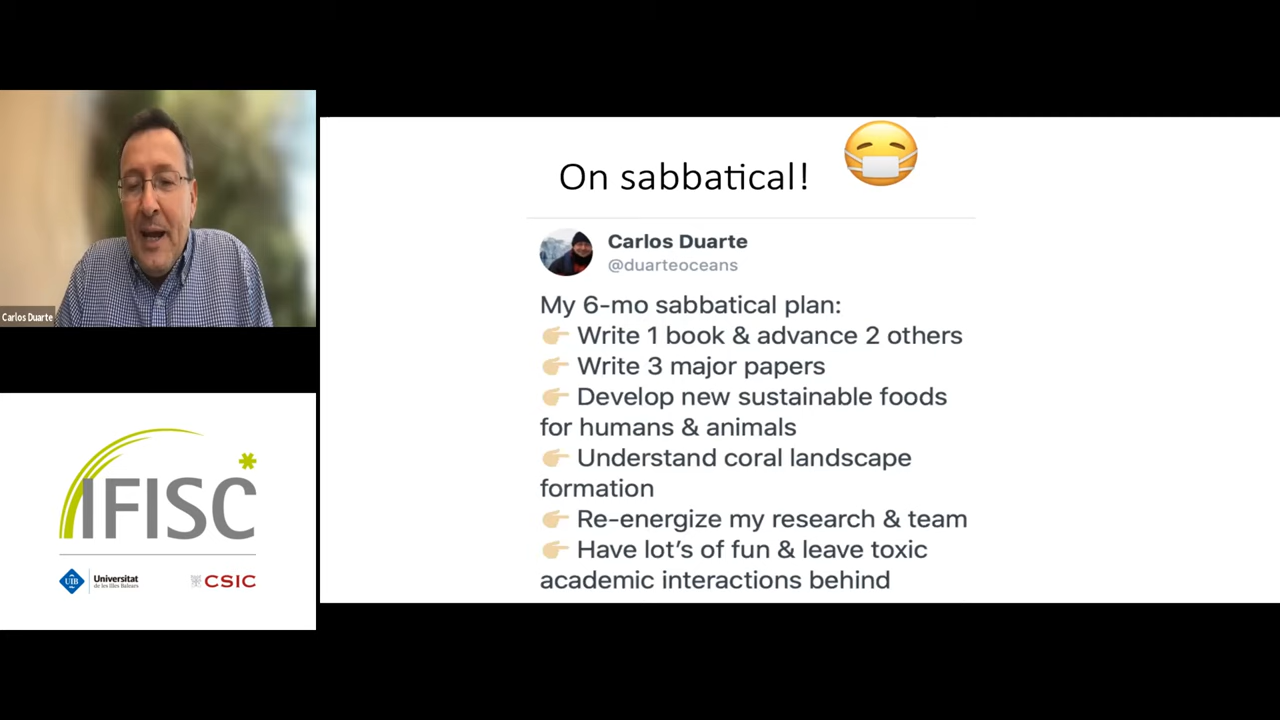 On sabbatical!
Carlos Duarte
@duarteoceans
My 6-mo sabbatical plan:
👉🏼 Write 1 book & advance 2 others
👉🏼 Write 3 major papers
👉🏼 Develop new sustainable foods
for humans & animals
👉🏼 Understand coral landscape
formation
👉🏼 Re-energize my research & team
👉🏼 Have lot's of fun & leave toxic
academic interactions behind
Carlos Duarte
IFISC
UIB
Universitat
de les Illes Balears
CSIC